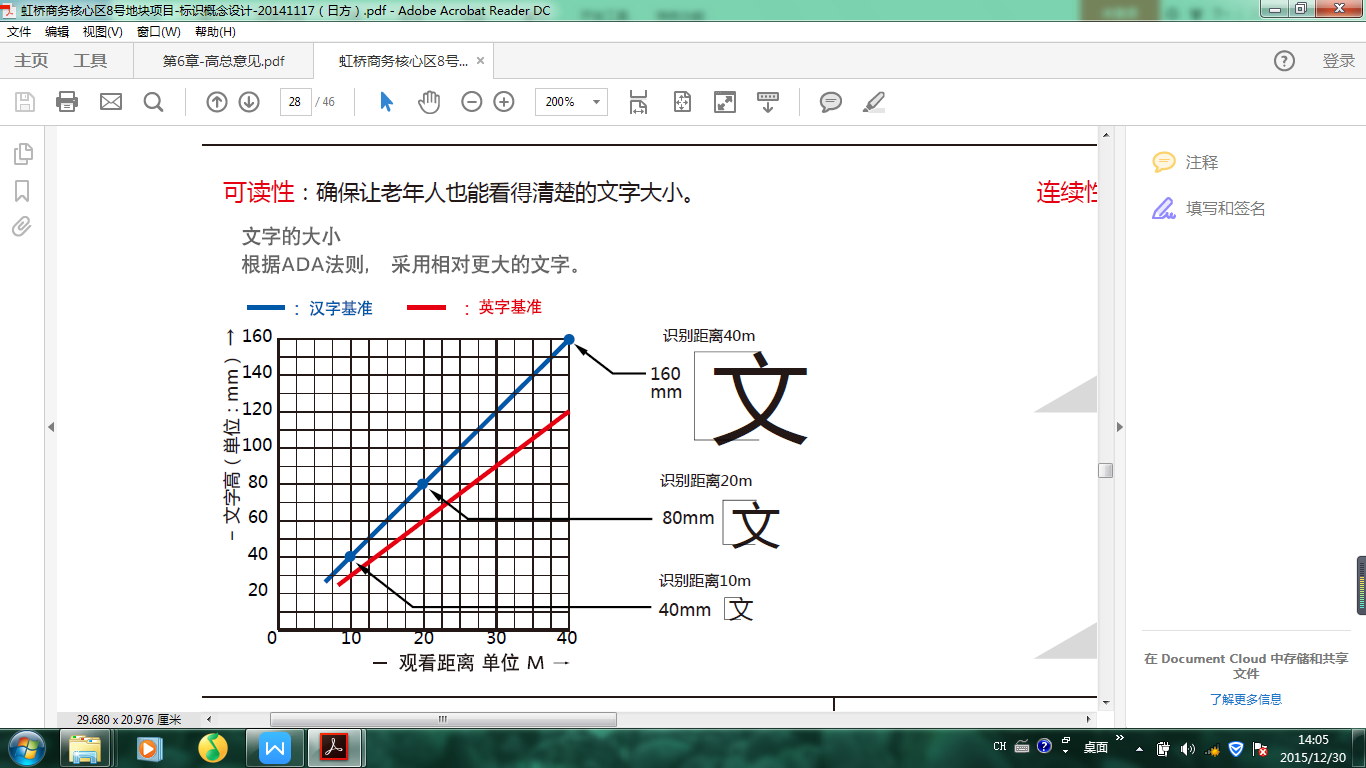 虹桥商务核心区8号地块项目-标识概念设计-20141117（日方）.pdf - Adobe Acrobat Reader DC
文件 编辑 视图(V) 窗口(W) 帮助(H)
主页 工具 第6章-高总意见.pdf 虹桥商务核心区8号... × 登录
28 / 46 200%
注释
填写和签名
可读性：确保让老年人也能看得清楚的文字大小。
连续性
文字的大小
根据ADA法则， 采用相对更大的文字。
：汉字基准 ：英字基准
－文字高（单位:mm）→
160
140
120
100
80
60
40
20
0 10 20 30 40
－ 观看距离 单位 M →
识别距离40m
160
mm
文
识别距离20m
80mm 文
识别距离10m
40mm 文
在 Document Cloud 中存储和共享
文件
了解更多信息
29.680 x 20.976 厘米
CH 桌面 14:05
2015/12/30